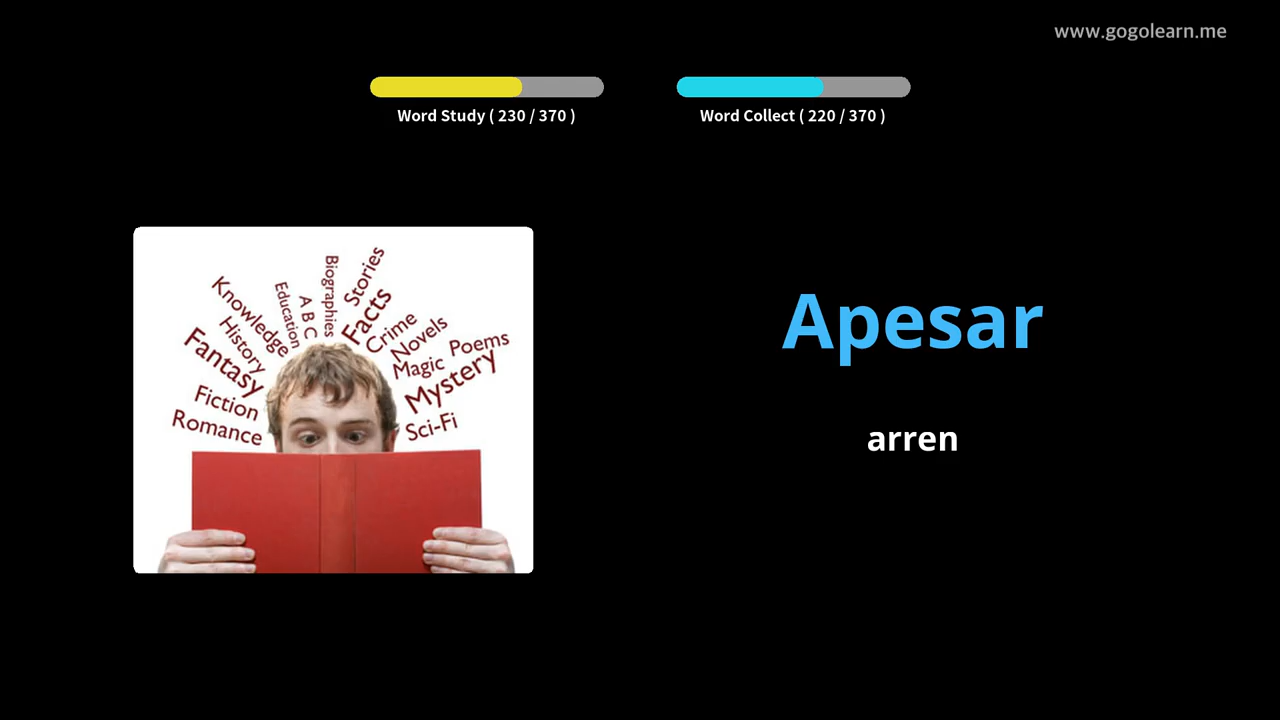 www.gogolearn.me
Word Study ( 230 / 370 )
Word Collect ( 220 / 370 )
Biographies
Stories
Education
A B C
Facts
Knowledge
Crime
History
Novels
Fantasy
Magic
Poems
Mystery
Fiction
Romance
Sci-Fi
Apesar
arren